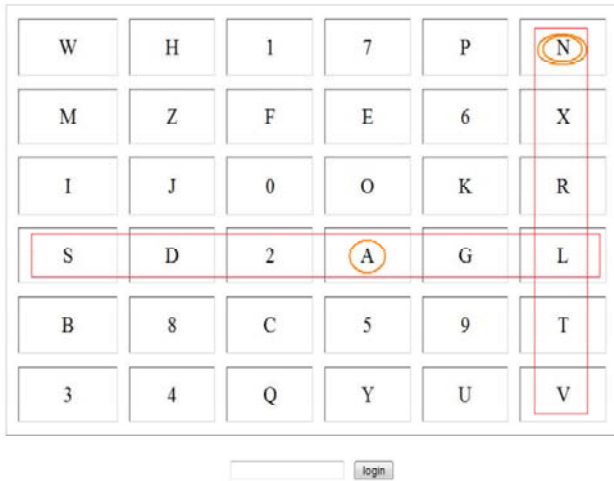 W H 1 7 P N
M Z F E 6 X
I J 0 O K R
S D 2 A G L
B 8 C 5 9 T
3 4 Q Y U V
login